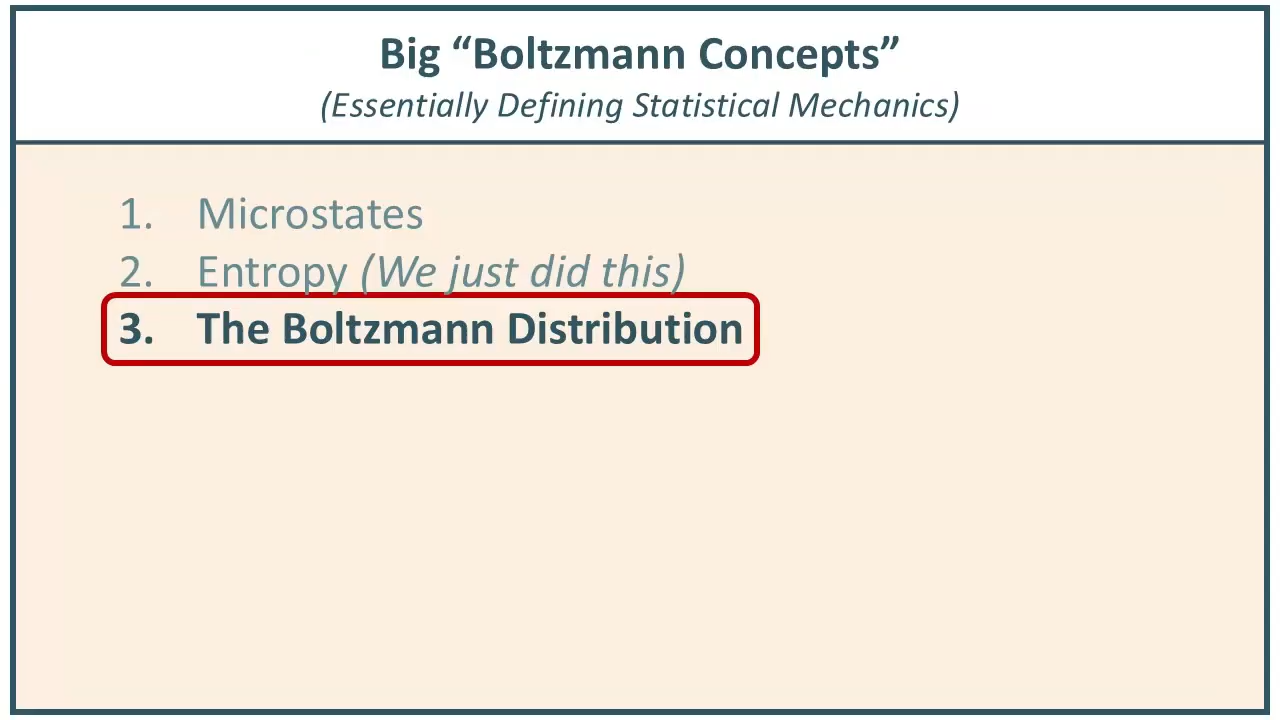 Big “Boltzmann Concepts”
(Essentially Defining Statistical Mechanics)
1. Microstates
2. Entropy (We just did this)
3. The Boltzmann Distribution